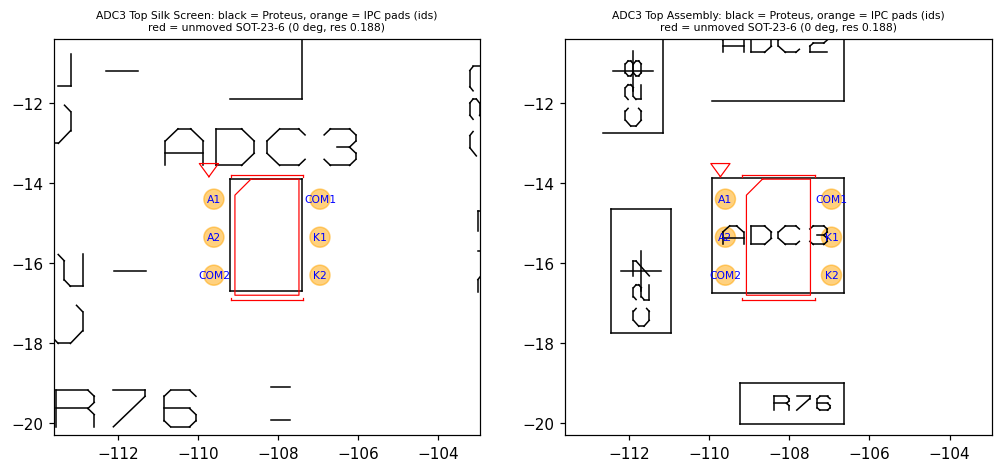 ADC3 Top Silk Screen: black = Proteus, orange = IPC pads (ids)
red = unmoved SOT-23-6 (0 deg, res 0.188)
−12
−14
−16
−18
−20
ADC3
A1
COM1
A2
K1
COM2
K2
R76
−112
−110
−108
−106
−104
ADC3 Top Assembly: black = Proteus, orange = IPC pads (ids)
red = unmoved SOT-23-6 (0 deg, res 0.188)
ADC2
−12
C28
−14
A1
COM1
A2
ADC3
K1
−16
COM2
K2
C27
−18
R76
−20
−112
−110
−108
−106
−104